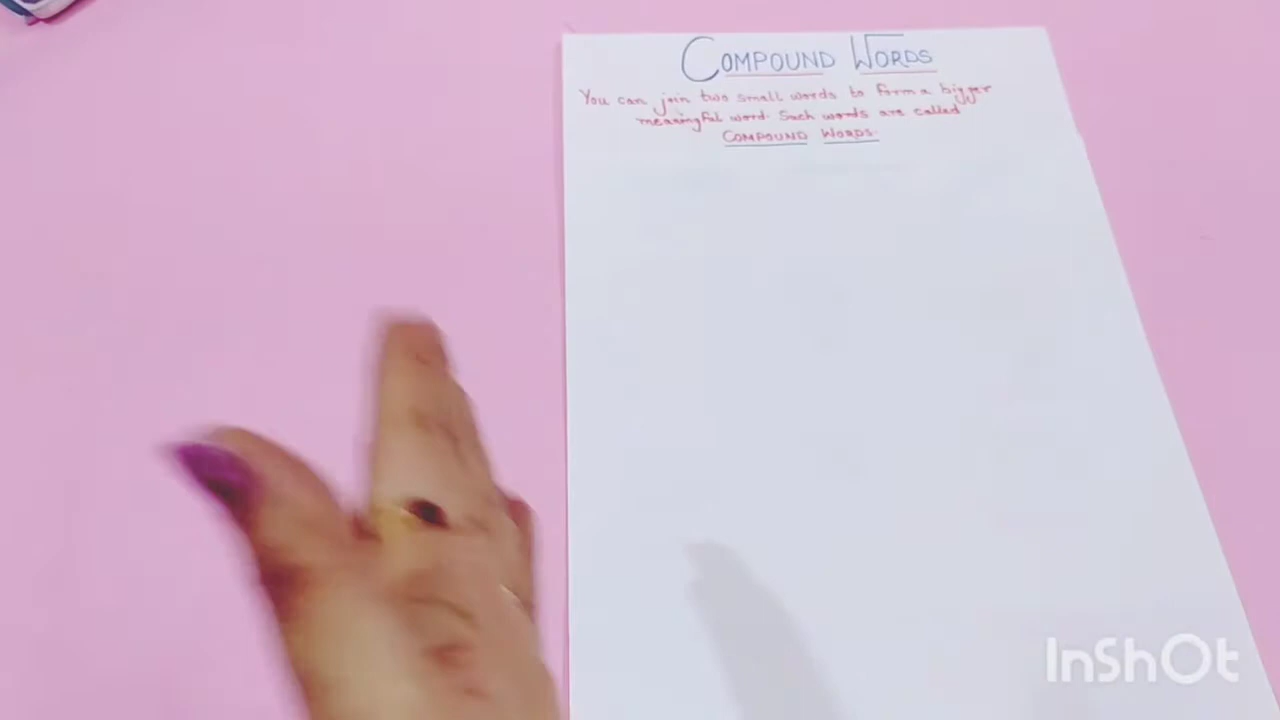 COMPOUND WORDS
You can join two small words to form a bigger
meaningful word. Such words are called
COMPOUND WORDS.
InShOt